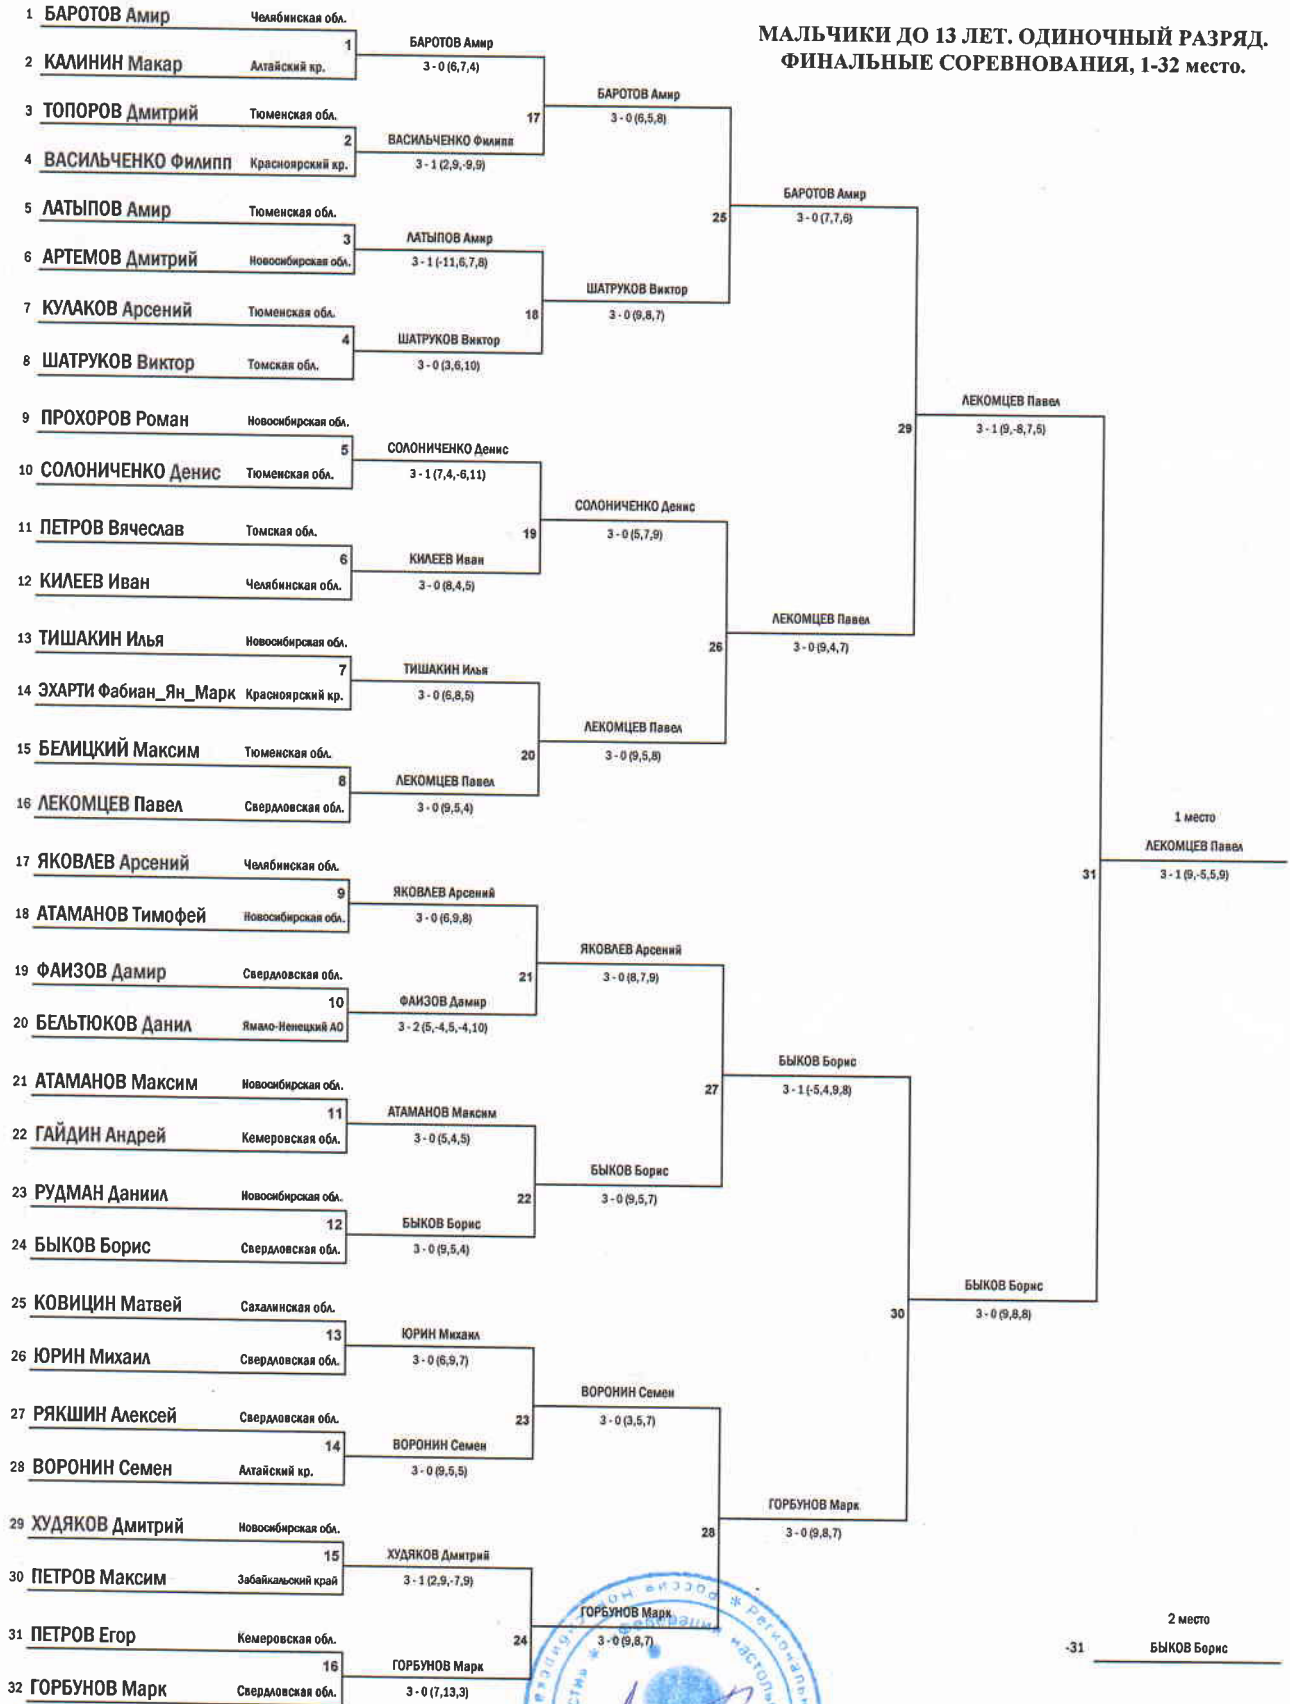 МАЛЬЧИКИ ДО 13 ЛЕТ. ОДИНОЧНЫЙ РАЗРЯД.
ФИНАЛЬНЫЕ СОРЕВНОВАНИЯ, 1-32 место.
1 БАРОТОВ Амир Челябинская обл.
1 БАРОТОВ Амир
2 КАЛИНИН Макар Алтайский кр. 3 - 0 (6,7,4)
БАРОТОВ Амир
3 ТОПОРОВ Дмитрий Тюменская обл. 17 3 - 0 (6,5,8)
2 ВАСИЛЬЧЕНКО Филипп
4 ВАСИЛЬЧЕНКО Филипп Красноярский кр. 3 - 1 (2,9,-9,9)
БАРОТОВ Амир
5 ЛАТЫПОВ Амир Тюменская обл. 25 3 - 0 (7,7,6)
3 ЛАТЫПОВ Амир
6 АРТЕМОВ Дмитрий Новосибирская обл. 3 - 1 (-11,6,7,8)
ШАТРУКОВ Виктор
7 КУЛАКОВ Арсений Тюменская обл. 18 3 - 0 (9,8,7)
4 ШАТРУКОВ Виктор
8 ШАТРУКОВ Виктор Томская обл. 3 - 0 (3,6,10)
ЛЕКОМЦЕВ Павел
9 ПРОХОРОВ Роман Новосибирская обл. 29 3 - 1 (9,-8,7,5)
5 СОЛОНИЧЕНКО Денис
10 СОЛОНИЧЕНКО Денис Тюменская обл. 3 - 1 (7,4,-6,11)
СОЛОНИЧЕНКО Денис
11 ПЕТРОВ Вячеслав Томская обл. 19 3 - 0 (5,7,9)
6 КИЛЕЕВ Иван
12 КИЛЕЕВ Иван Челябинская обл. 3 - 0 (8,4,5)
ЛЕКОМЦЕВ Павел
13 ТИШАКИН Илья Новосибирская обл. 26 3 - 0 (9,4,7)
7 ТИШАКИН Илья
14 ЭХАРТИ Фабиан_Ян_Марк Красноярский кр. 3 - 0 (6,8,5)
ЛЕКОМЦЕВ Павел
15 БЕЛИЦКИЙ Максим Тюменская обл. 20 3 - 0 (9,5,8)
8 ЛЕКОМЦЕВ Павел
16 ЛЕКОМЦЕВ Павел Свердловская обл. 3 - 0 (9,5,4)
1 место
ЛЕКОМЦЕВ Павел
17 ЯКОВЛЕВ Арсений Челябинская обл. 31 3 - 1 (9,-5,5,9)
9 ЯКОВЛЕВ Арсений
18 АТАМАНОВ Тимофей Новосибирская обл. 3 - 0 (6,9,8)
ЯКОВЛЕВ Арсений
19 ФАИЗОВ Дамир Свердловская обл. 21 3 - 0 (8,7,9)
10 ФАИЗОВ Дамир
20 БЕЛЬТЮКОВ Данил Ямало-Ненецкий АО 3 - 2 (5,-4,5,-4,10)
БЫКОВ Борис
21 АТАМАНОВ Максим Новосибирская обл. 27 3 - 1 (-5,4,9,8)
11 АТАМАНОВ Максим
22 ГАЙДИН Андрей Кемеровская обл. 3 - 0 (5,4,5)
БЫКОВ Борис
23 РУДМАН Даниил Новосибирская обл. 22 3 - 0 (9,5,7)
12 БЫКОВ Борис
24 БЫКОВ Борис Свердловская обл. 3 - 0 (9,5,4)
БЫКОВ Борис
25 КОВИЦИН Матвей Сахалинская обл. 30 3 - 0 (9,8,8)
13 ЮРИН Михаил
26 ЮРИН Михаил Свердловская обл. 3 - 0 (6,9,7)
ВОРОНИН Семен
27 РЯКШИН Алексей Свердловская обл. 23 3 - 0 (3,5,7)
14 ВОРОНИН Семен
28 ВОРОНИН Семен Алтайский кр. 3 - 0 (9,5,5)
ГОРБУНОВ Марк
29 ХУДЯКОВ Дмитрий Новосибирская обл. 28 3 - 0 (9,8,7)
15 ХУДЯКОВ Дмитрий
30 ПЕТРОВ Максим Забайкальский край 3 - 1 (2,9,-7,9)
ГОРБУНОВ Марк
2 место
31 ПЕТРОВ Егор Кемеровская обл. 24 3 - 0 (9,8,7) -31 БЫКОВ Борис
16 ГОРБУНОВ Марк
32 ГОРБУНОВ Марк Свердловская обл. 3 - 0 (7,13,3)